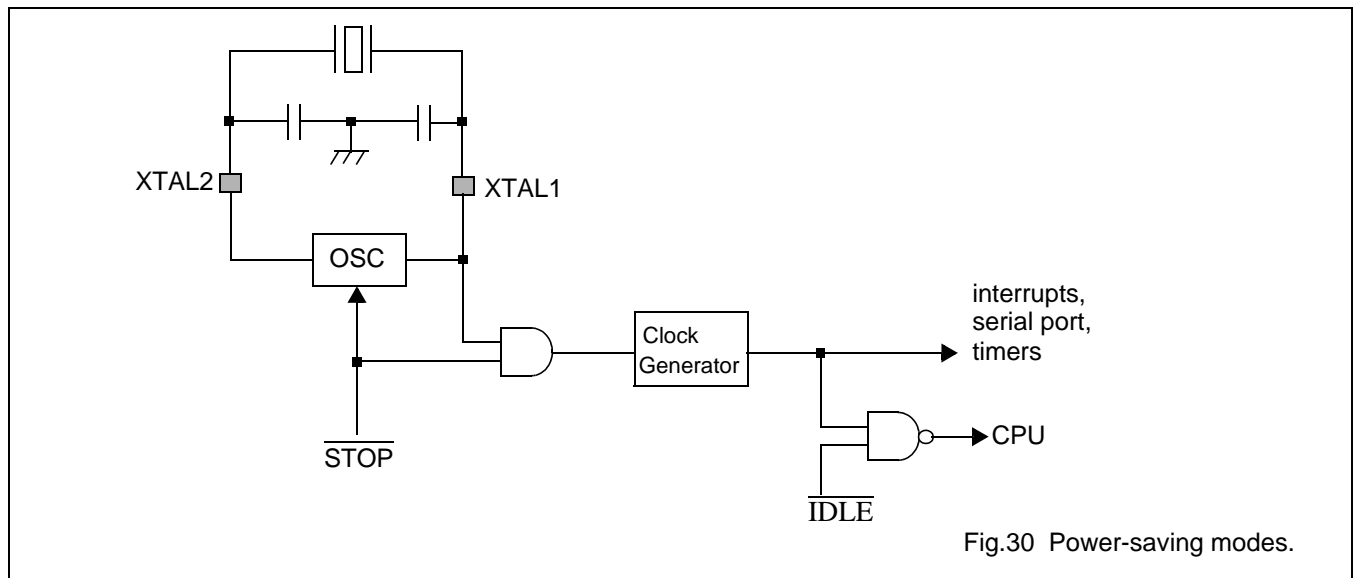 XTAL2
XTAL1
OSC
interrupts,
serial port,
timers
Clock
Generator
STOP
CPU
IDLE
Fig.30 Power-saving modes.